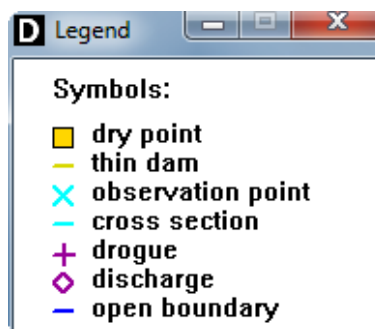 D Legend
Symbols:
dry point
thin dam
observation point
cross section
drogue
discharge
open boundary